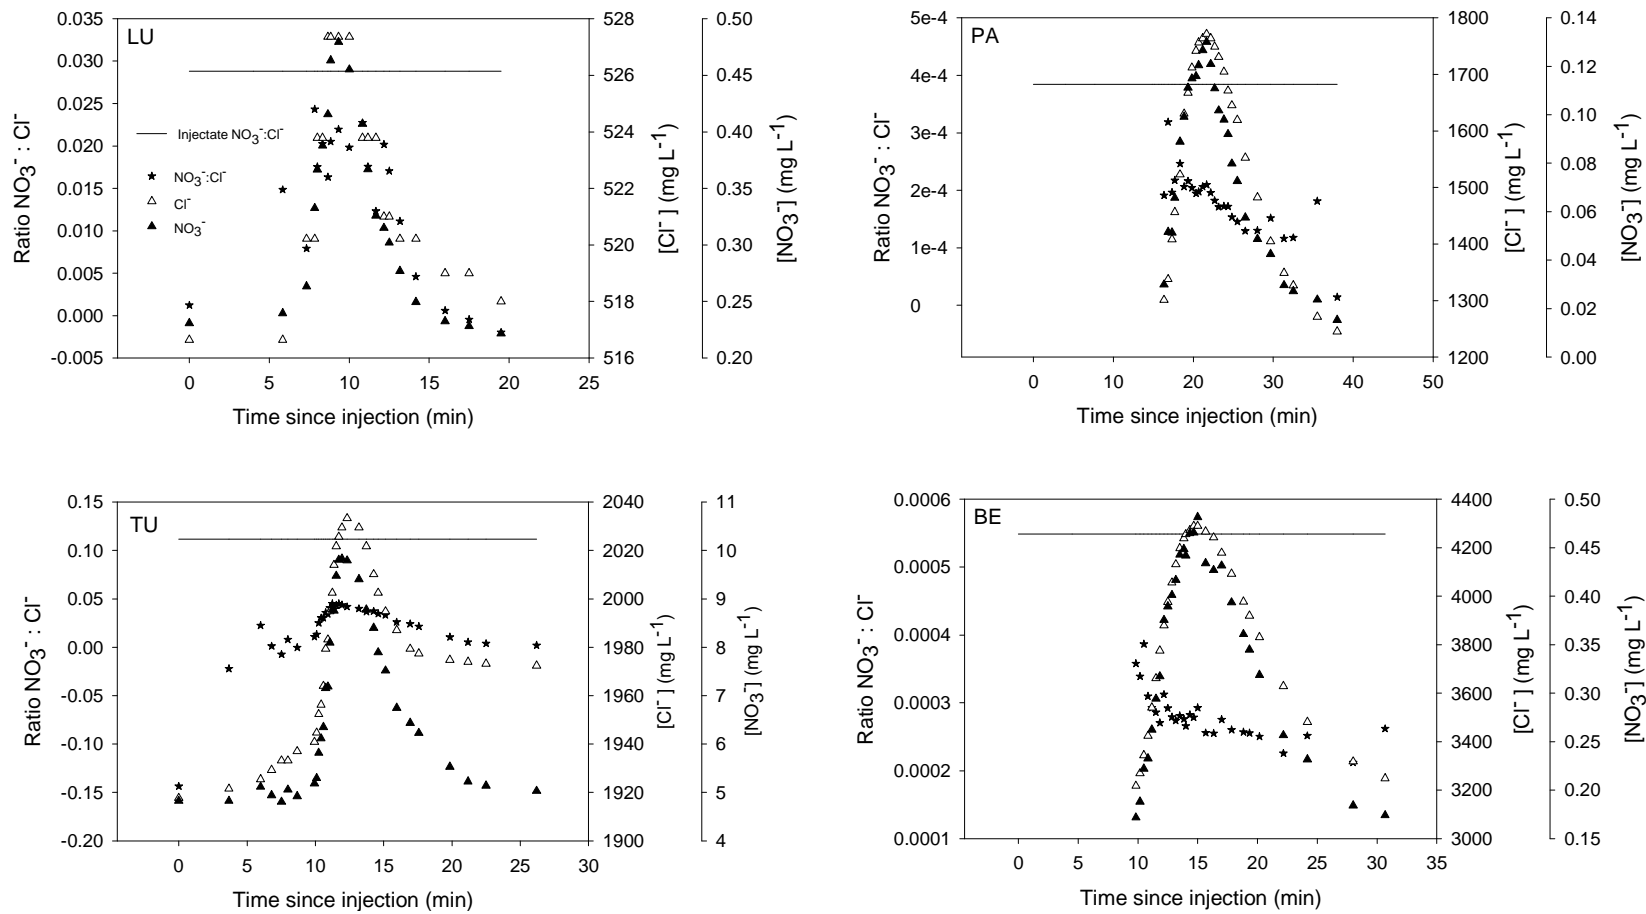 LU
0.035
0.030
0.025
0.020
0.015
0.010
0.005
0.000
-0.005
Ratio NO₃⁻ : Cl⁻
Injectate NO₃⁻:Cl⁻
NO₃⁻:Cl⁻
Cl⁻
NO₃⁻
528
526
524
522
520
518
516
[Cl⁻] (mg L⁻¹)
0.50
0.45
0.40
0.35
0.30
0.25
0.20
[NO₃⁻] (mg L⁻¹)
0 5 10 15 20 25
Time since injection (min)
PA
5e-4
4e-4
3e-4
2e-4
1e-4
0
Ratio NO₃⁻ : Cl⁻
1800
1700
1600
1500
1400
1300
1200
[Cl⁻] (mg L⁻¹)
0.14
0.12
0.10
0.08
0.06
0.04
0.02
0.00
[NO₃⁻] (mg L⁻¹)
0 10 20 30 40 50
Time since injection (min)
TU
0.15
0.10
0.05
0.00
-0.05
-0.10
-0.15
-0.20
Ratio NO₃⁻ : Cl⁻
2040
2020
2000
1980
1960
1940
1920
1900
[Cl⁻] (mg L⁻¹)
11
10
9
8
7
6
5
4
[NO₃⁻] (mg L⁻¹)
0 5 10 15 20 25 30
Time since injection (min)
BE
0.0006
0.0005
0.0004
0.0003
0.0002
0.0001
Ratio NO₃⁻ : Cl⁻
4400
4200
4000
3800
3600
3400
3200
3000
[Cl⁻] (mg L⁻¹)
0.50
0.45
0.40
0.35
0.30
0.25
0.20
0.15
[NO₃⁻] (mg L⁻¹)
0 5 10 15 20 25 30 35
Time since injection (min)